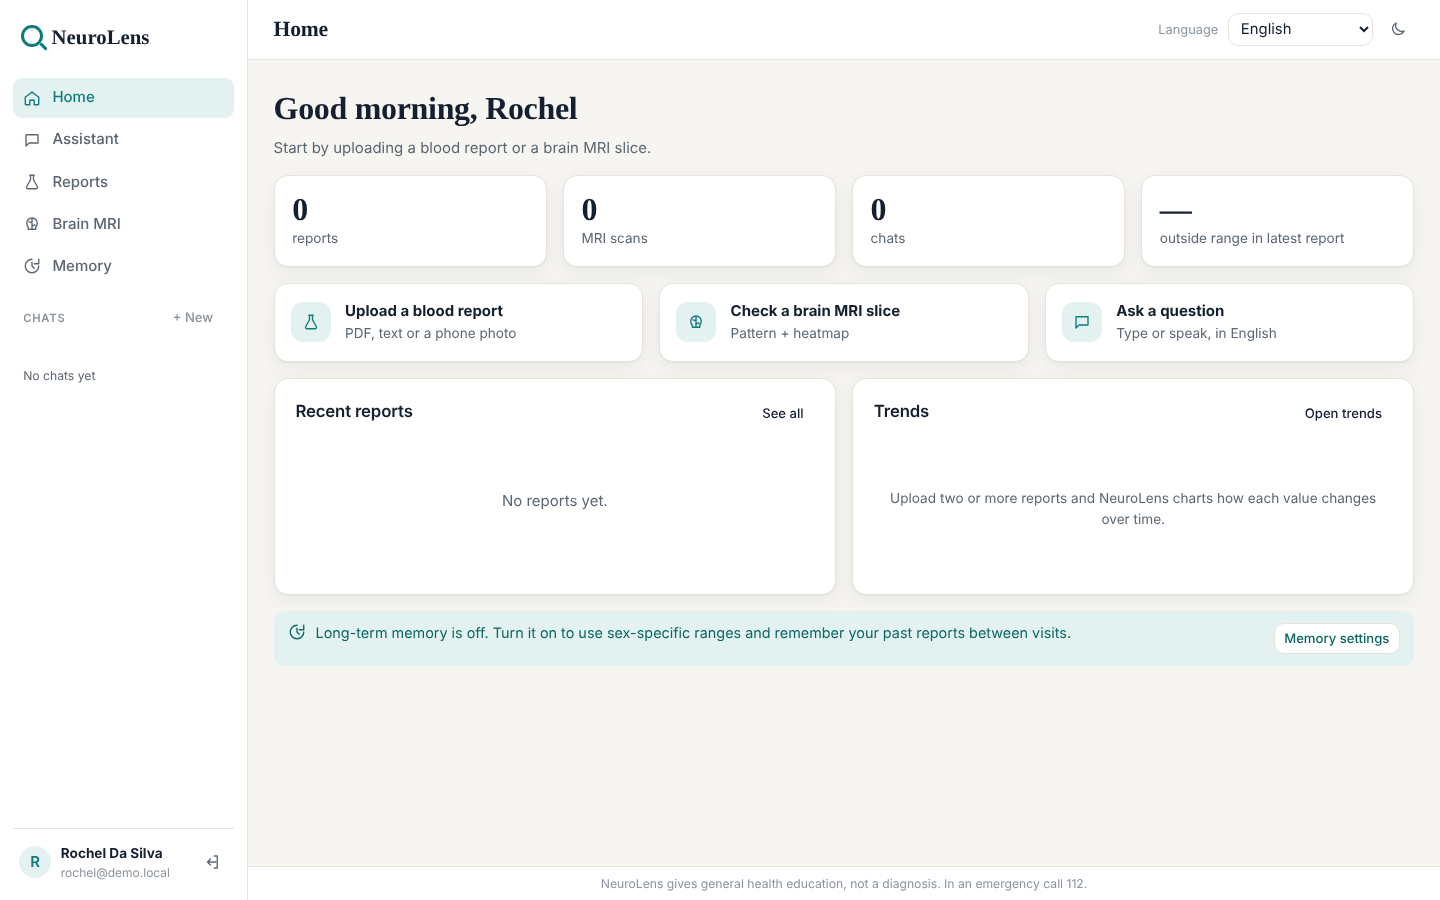 NeuroLens
Home
Assistant
Reports
Brain MRI
Memory
CHATS
+ New
No chats yet
R
Rochel Da Silva
rochel@demo.local
Home
Language
English
Good morning, Rochel
Start by uploading a blood report or a brain MRI slice.
0
reports
0
MRI scans
0
chats
—
outside range in latest report
Upload a blood report
PDF, text or a phone photo
Check a brain MRI slice
Pattern + heatmap
Ask a question
Type or speak, in English
Recent reports
See all
No reports yet.
Trends
Open trends
Upload two or more reports and NeuroLens charts how each value changes
over time.
Long-term memory is off. Turn it on to use sex-specific ranges and remember your past reports between visits.
Memory settings
NeuroLens gives general health education, not a diagnosis. In an emergency call 112.